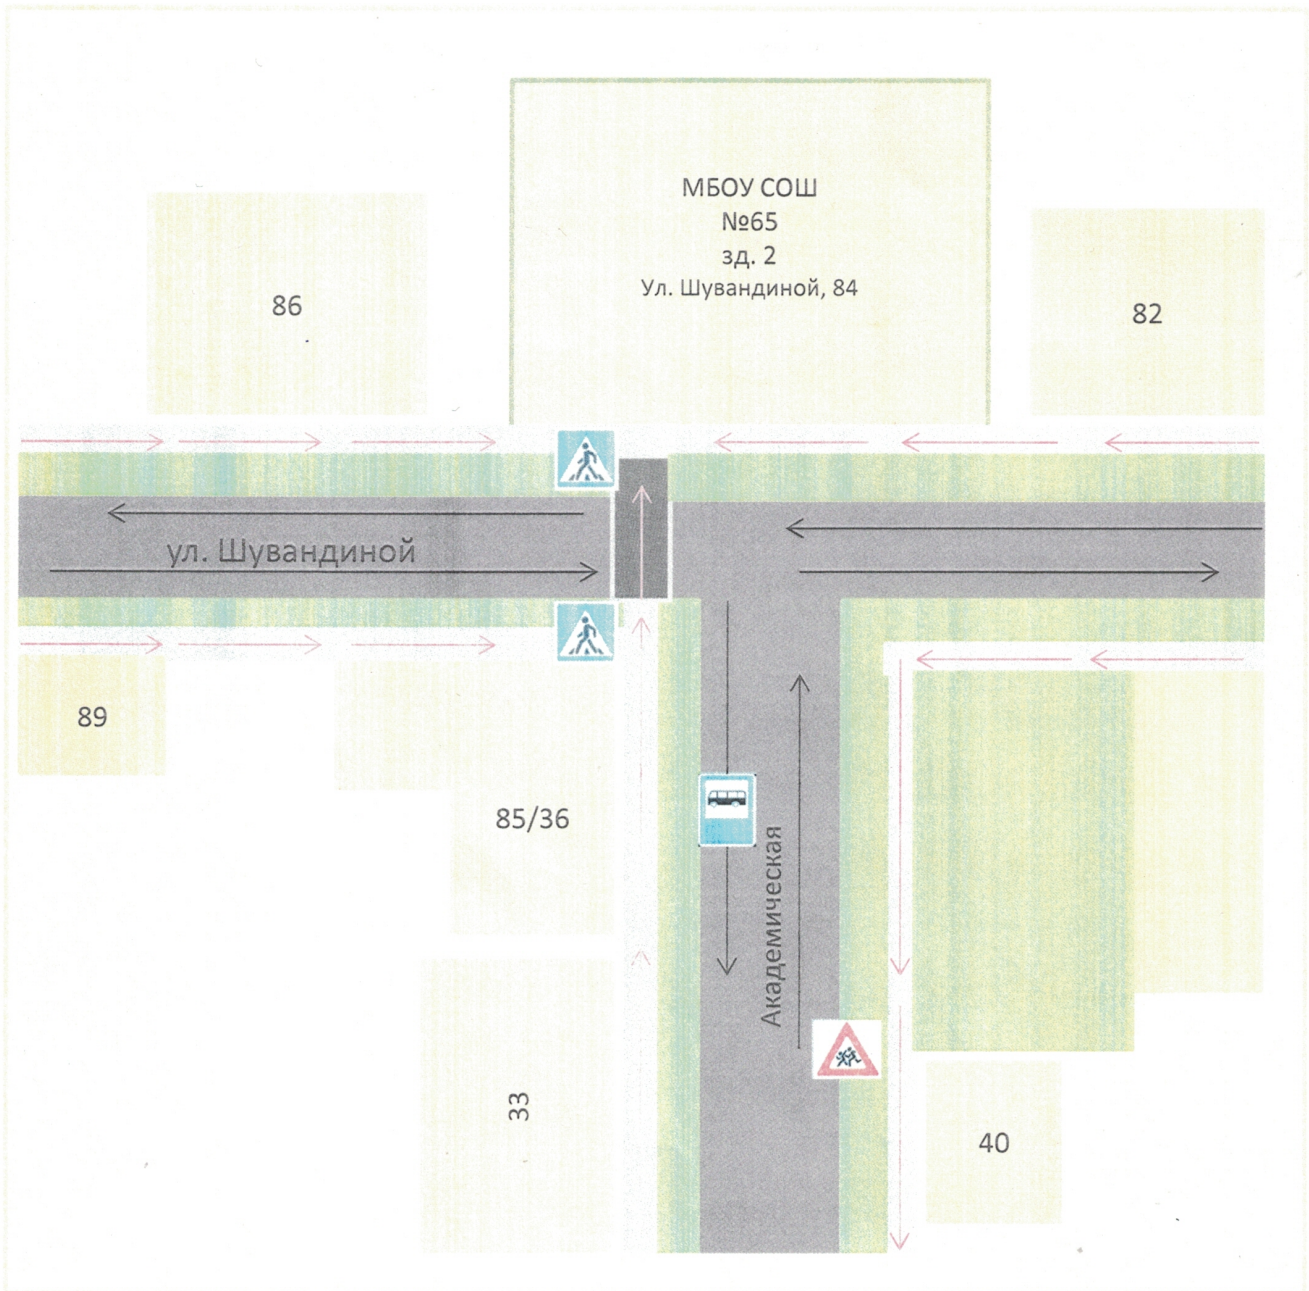 МБОУ СОШ
№65
зд. 2
Ул. Шувандиной, 84
86
82
ул. Шувандиной
89
85/36
Академическая
33
40